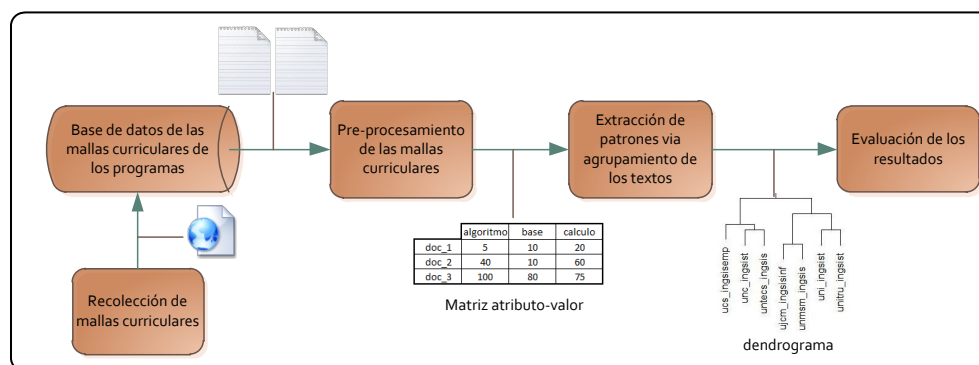 Base de datos de las
mallas curriculares de
los programas
Pre-procesamiento
de las mallas
curriculares
Extracción de
patrones via
agrupamiento de
los textos
Evaluación de los
resultados
Recolección de
mallas curriculares
algoritmo base calculo
doc_1 5 10 20
doc_2 40 10 60
doc_3 100 80 75
Matriz atributo-valor
ucs_ingsisemp
unc_ingsist
untecs_ingsis
ujcm_ingsisinf
unmsm_ingsis
uni_ingsist
unitru_ingsist
dendrograma